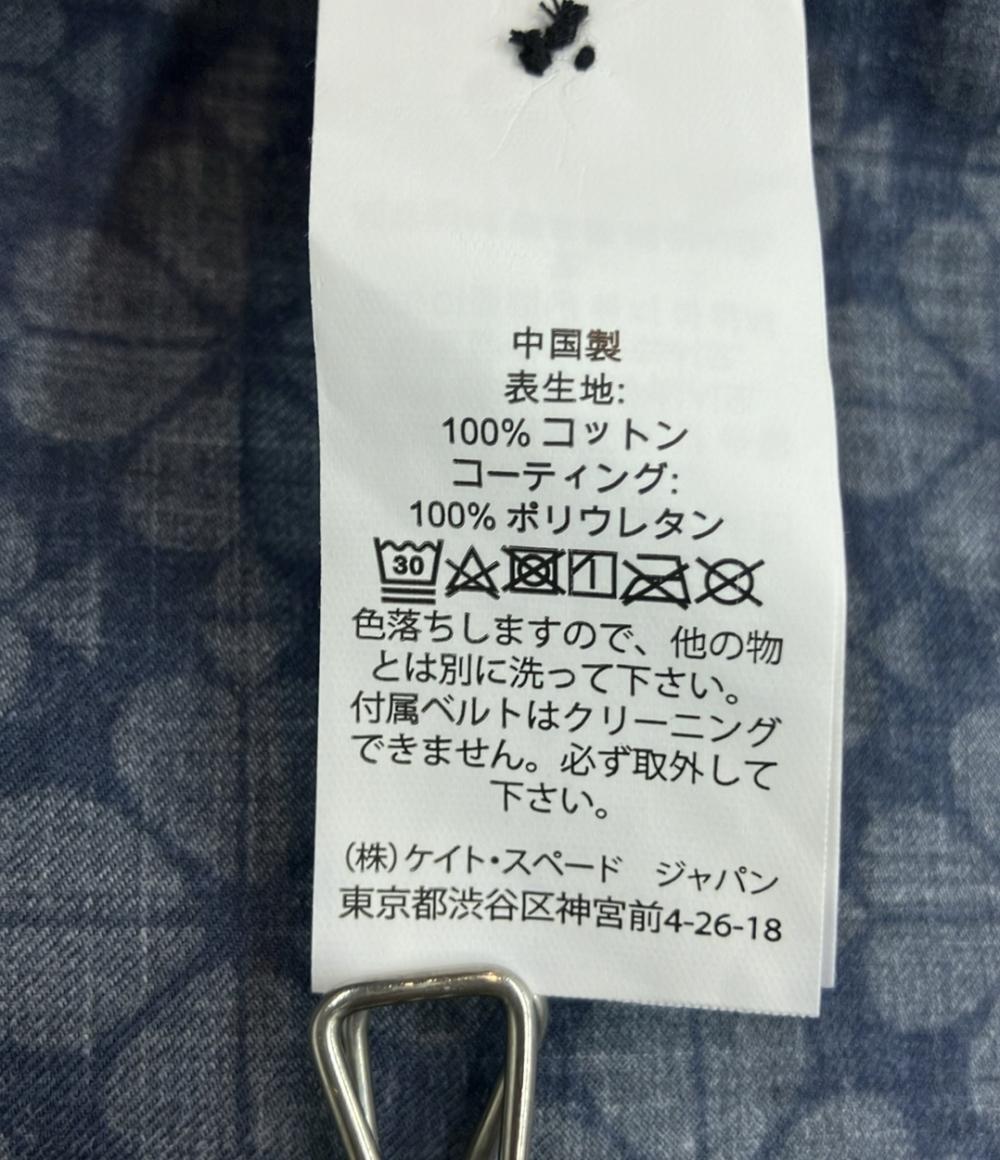 中国製
表生地:
100% コットン
コーティング:
100% ポリウレタン
30
色落ちしますので、他の物
とは別に洗って下さい。
付属ベルトはクリーニング
できません。必ず取外して
下さい。
(株)ケイト・スペード　ジャパン
東京都渋谷区神宮前4-26-18